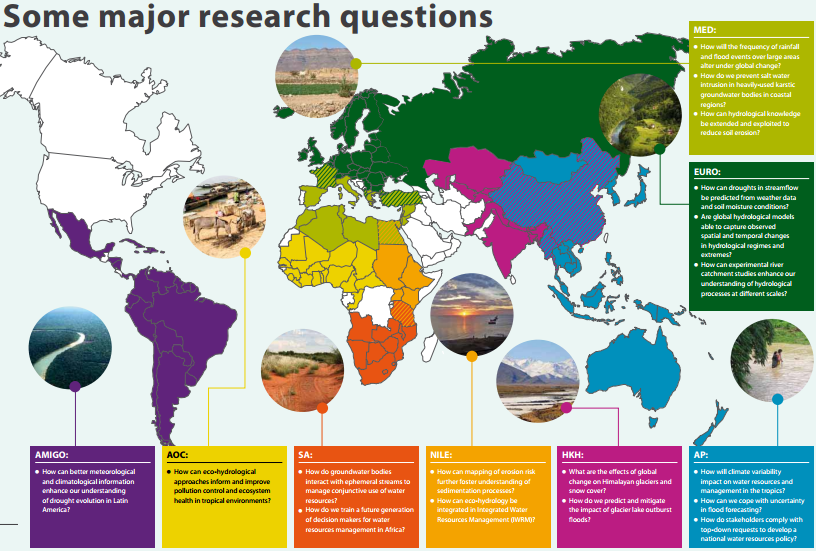 Some major research questions
MED:
How will the frequency of rainfall
and flood events over large areas
alter under global change?
How do we prevent salt water
intrusion in heavily-used karstic
groundwater bodies in coastal
regions?
How can hydrological knowledge
be extended and exploited to
reduce soil erosion?
EURO:
How can droughts in streamflow
be predicted from weather data
and soil moisture conditions?
Are global hydrological models
able to capture observed
spatial and temporal changes
in hydrological regimes and
extremes?
How can experimental river
catchment studies enhance our
understanding of hydrological
processes at different scales?
AMIGO:
How can better meteorological
and climatological information
enhance our understanding
of drought evolution in Latin
America?
AOC:
How can eco-hydrological
approaches inform and improve
pollution control and ecosystem
health in tropical environments?
SA:
How do groundwater bodies
interact with ephemeral streams to
manage conjunctive use of water
resources?
How do we train a future generation
of decision makers for water
resources management in Africa?
NILE:
How can mapping of erosion risk
further foster understanding of
sedimentation processes?
How can eco-hydrology be
integrated in Integrated Water
Resources Management (IWRM)?
HKH:
What are the effects of global
change on Himalayan glaciers and
snow cover?
How do we predict and mitigate
the impact of glacier lake outburst
floods?
AP:
How will climate variability
impact on water resources and
management in the tropics?
How can we cope with uncertainty
in flood forecasting?
How do stakeholders comply with
top-down requests to develop a
national water resources policy?